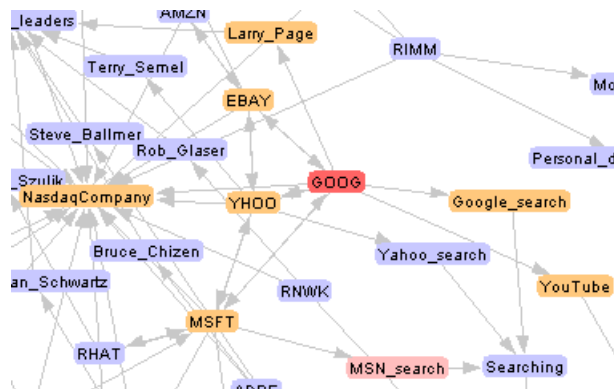 _leaders
AMZN
Larry_Page
RIMM
Terry_Semel
Mo
EBAY
Steve_Ballmer
Rob_Glaser
Personal_d
_Szulik
GOOG
NasdaqCompany
YHOO
Google_search
Bruce_Chizen
Yahoo_search
an_Schwartz
RNWK
YouTube
MSFT
RHAT
MSN_search
Searching